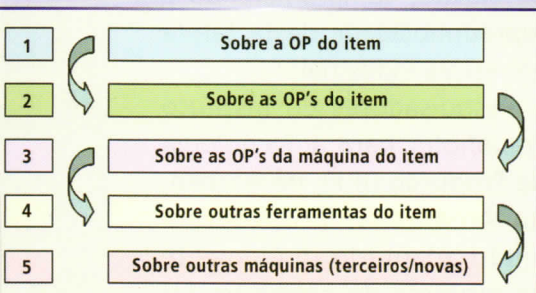 1 Sobre a OP do item
2 Sobre as OP's do item
3 Sobre as OP's da máquina do item
4 Sobre outras ferramentas do item
5 Sobre outras máquinas (terceiros/novas)